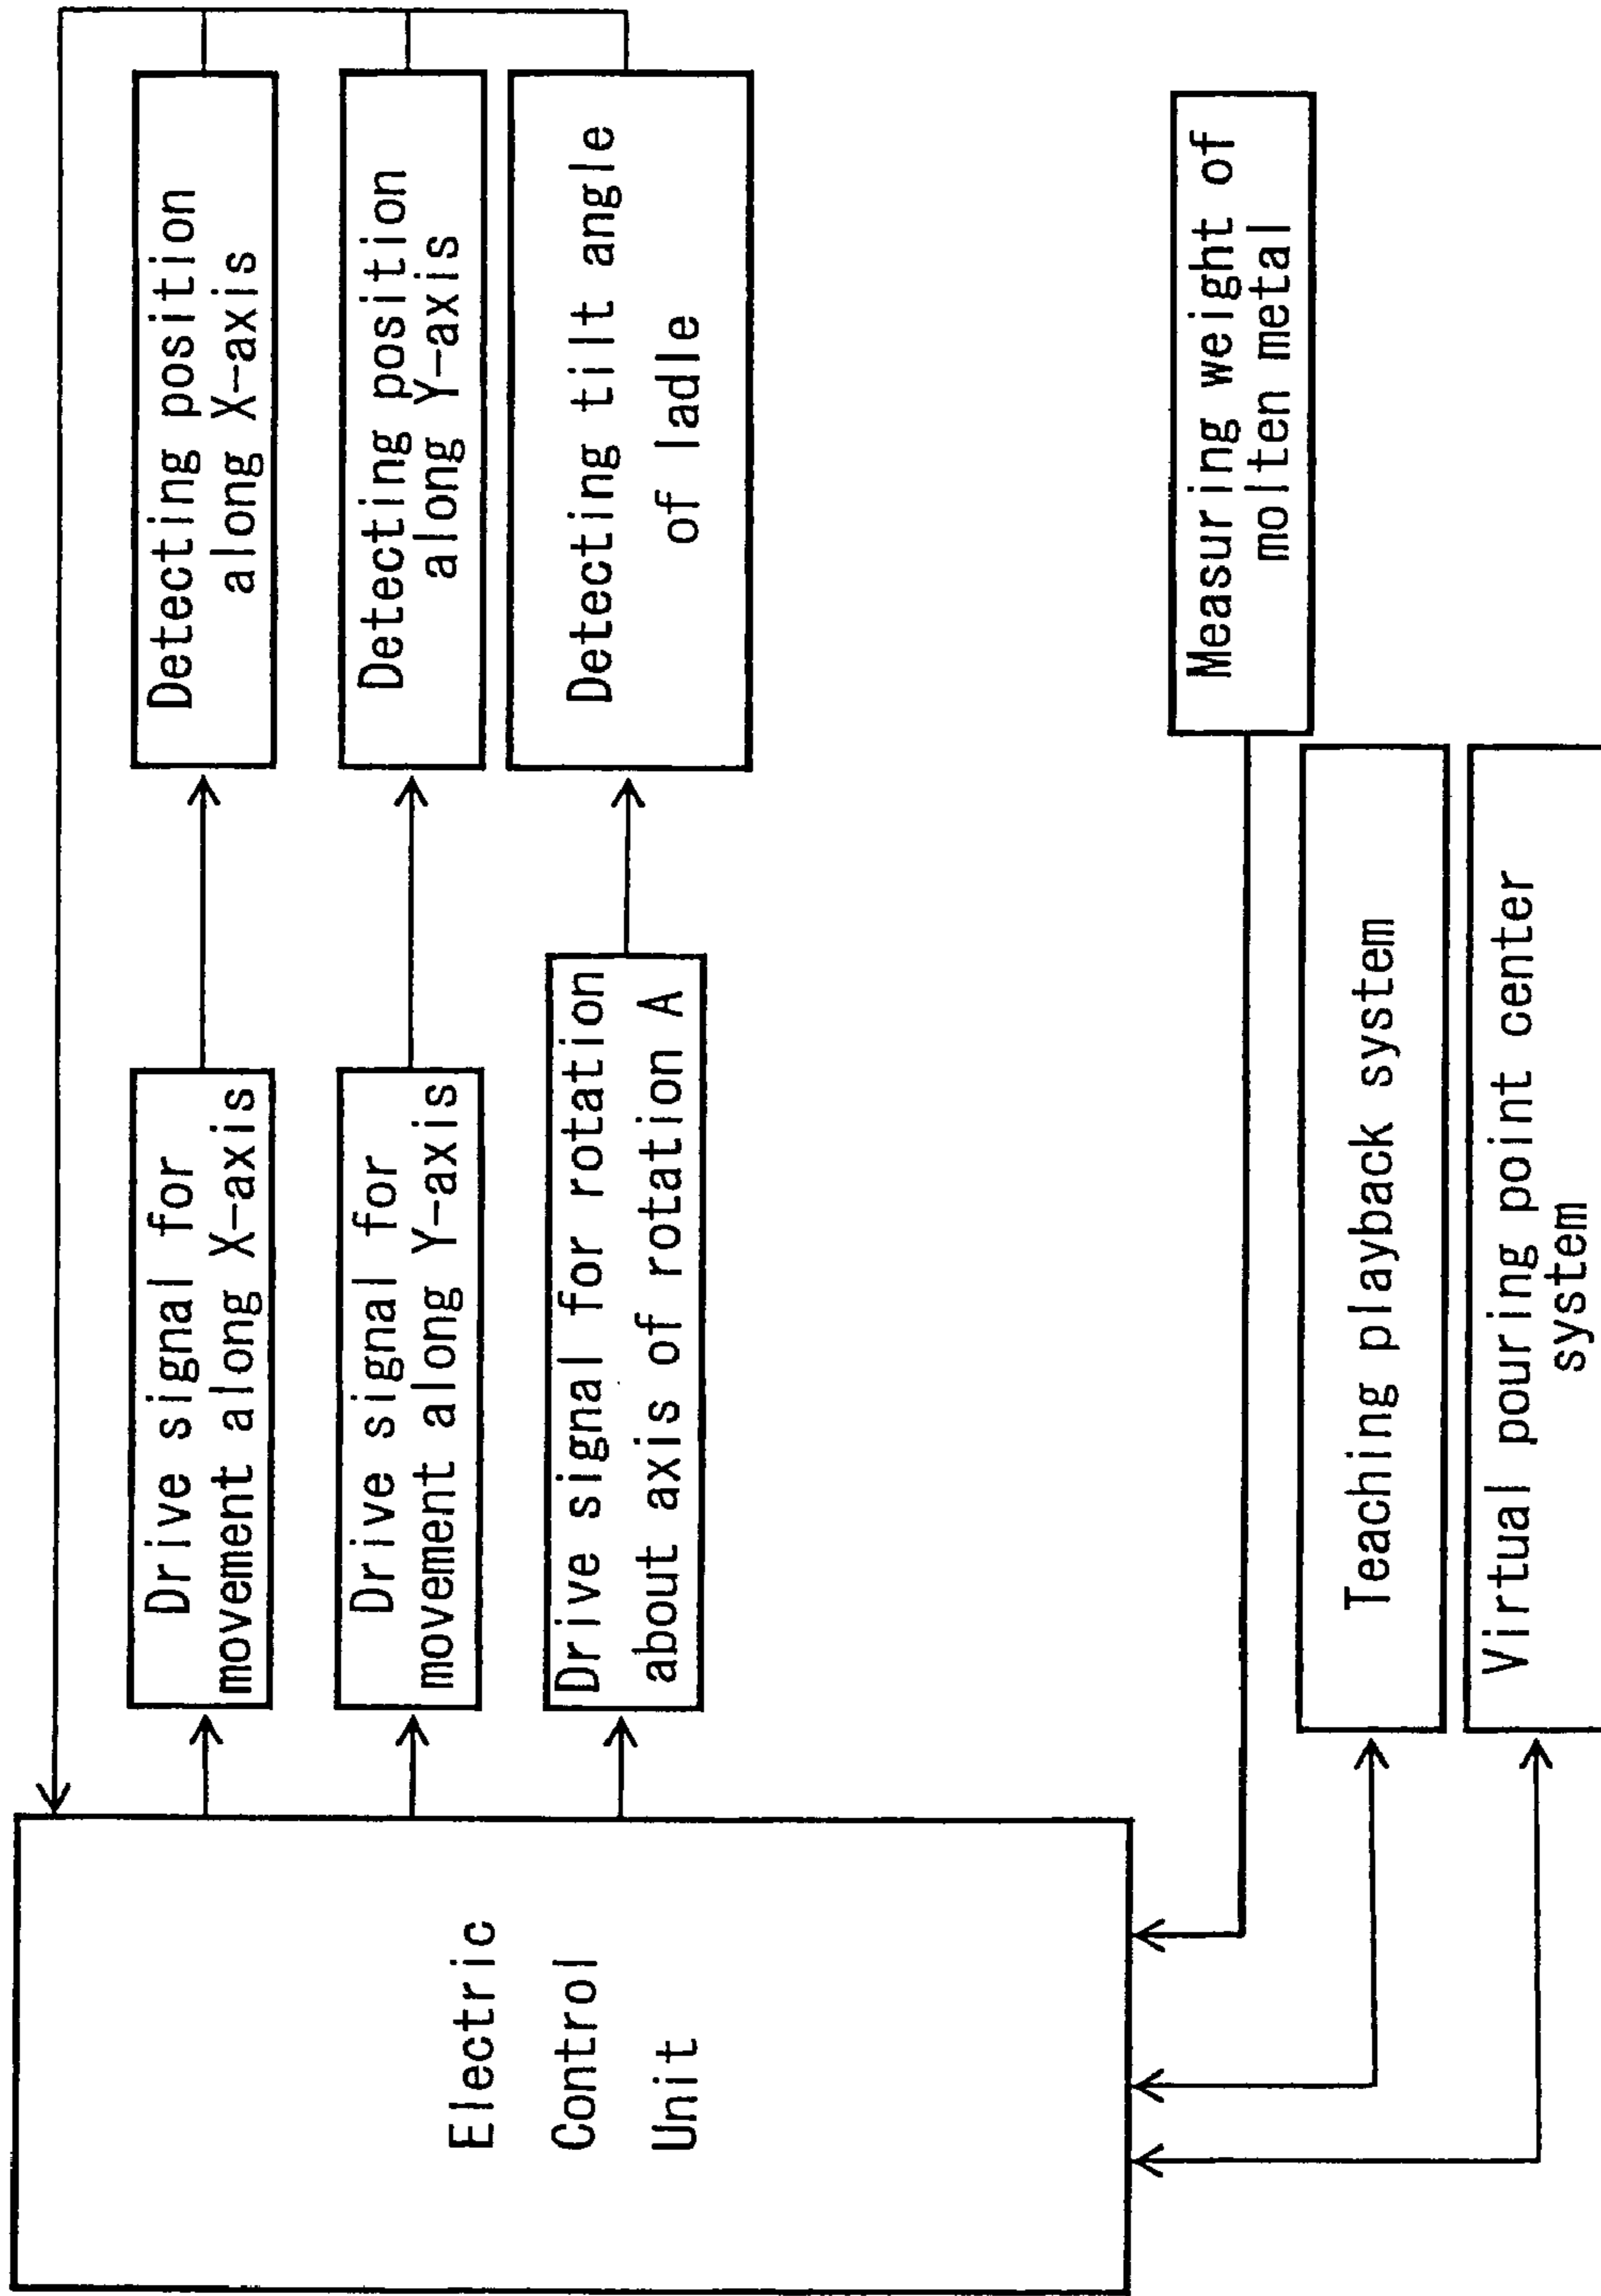 Electric
Control
Unit
Drive signal for
movement along X-axis
Detecting position
along X-axis
Drive signal for
movement along Y-axis
Detecting position
along Y-axis
Drive signal for rotation
about axis of rotation A
Detecting tilt angle
of ladle
Measuring weight of
molten metal
Teaching playback system
Virtual pouring point center
system